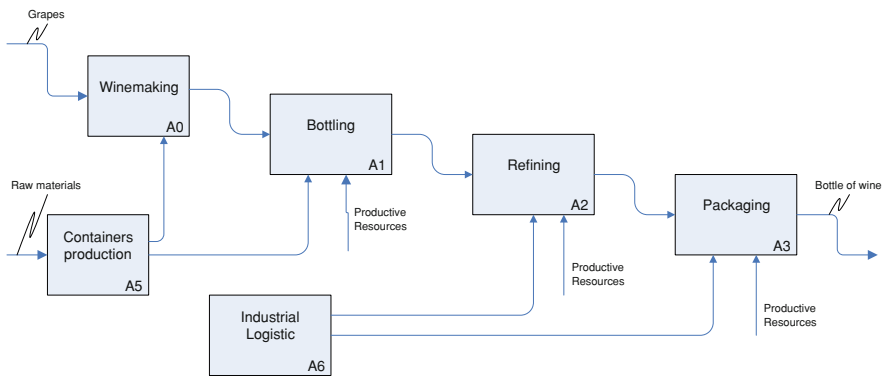 Grapes
Winemaking
A0
Bottling
A1
Refining
A2
Raw materials
Containers
production
A5
Productive
Resources
Packaging
A3
Bottle of wine
Productive
Resources
Industrial
Logistic
A6
Productive
Resources